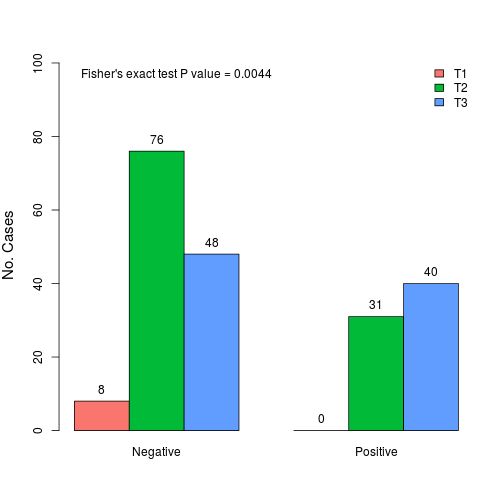 Fisher's exact test P value = 0.0044
T1
T2
T3
No. Cases
100
80
60
40
20
0
8
76
48
0
31
40
Negative
Positive